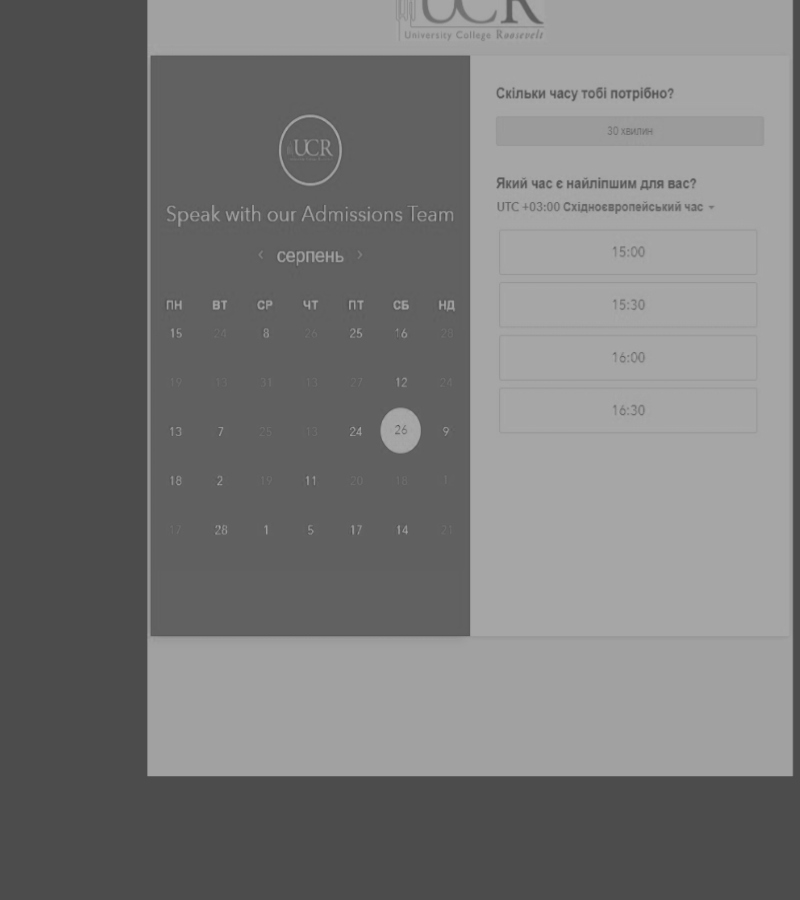 UCR
University College Roosevelt
UCR
Speak with our Admissions Team
‹ серпень ›
ПН ВТ СР ЧТ ПТ СБ НД
15 24 8 26 25 16 28
19 13 31 13 27 12 24
13 7 25 13 24 26 9
18 2 19 11 20 16 1
17 28 1 5 17 14 21
Скільки часу тобі потрібно?
30 хвилин
Який час є найліпшим для вас?
UTC +03:00 Східноєвропейський час
15:00
15:30
16:00
16:30